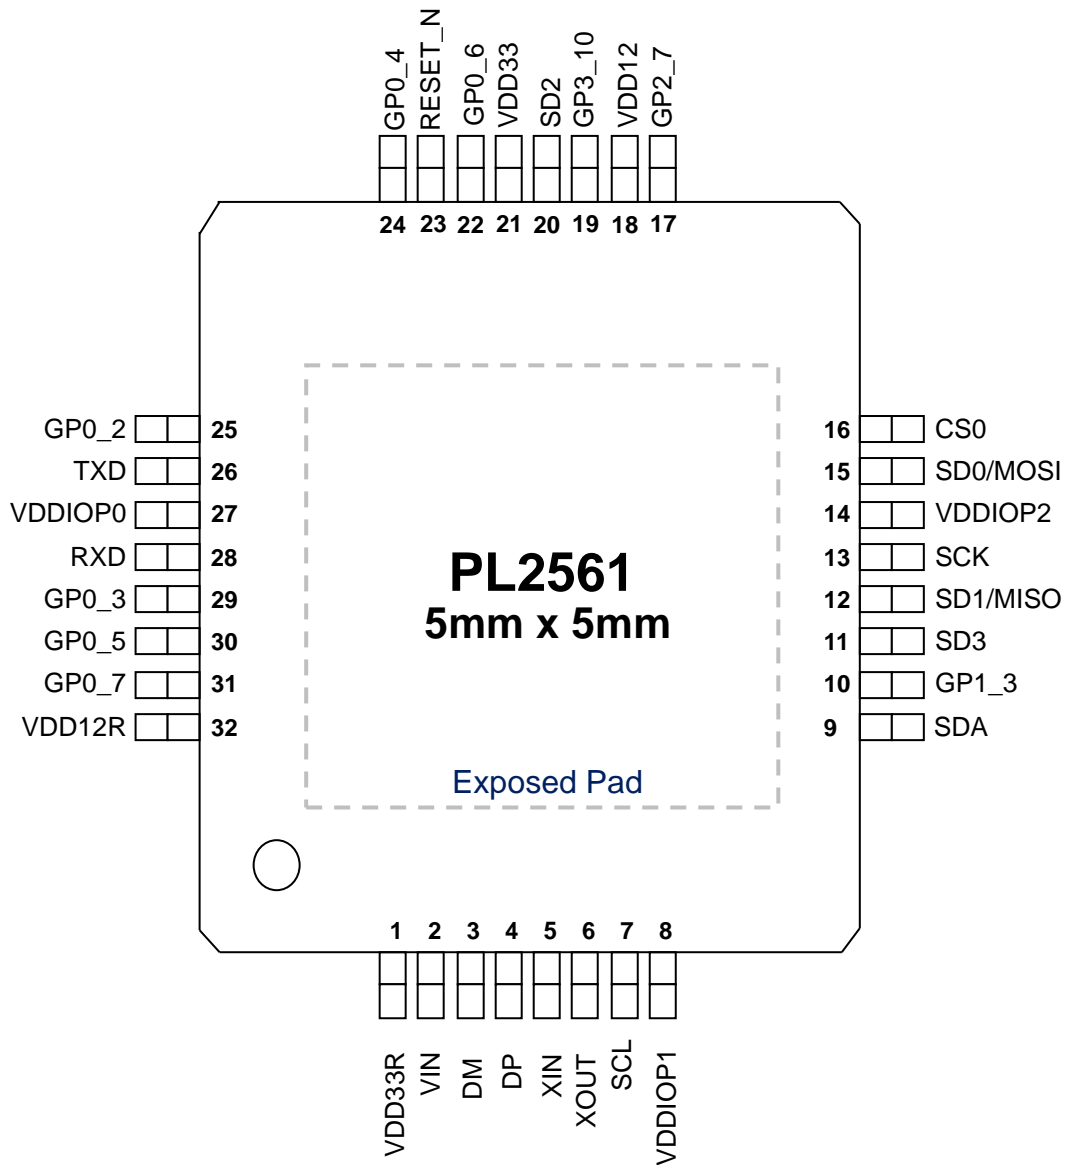 GP0_4
RESET_N
GP0_6
VDD33
SD2
GP3_10
VDD12
GP2_7
24 23 22 21 20 19 18 17
GP0_2 25
TXD 26
VDDIOP0 27
RXD 28
GP0_3 29
GP0_5 30
GP0_7 31
VDD12R 32
PL2561
5mm x 5mm
Exposed Pad
16 CS0
15 SD0/MOSI
14 VDDIOP2
13 SCK
12 SD1/MISO
11 SD3
10 GP1_3
9 SDA
1 2 3 4 5 6 7 8
VDD33R
VIN
DM
DP
XIN
XOUT
SCL
VDDIOP1